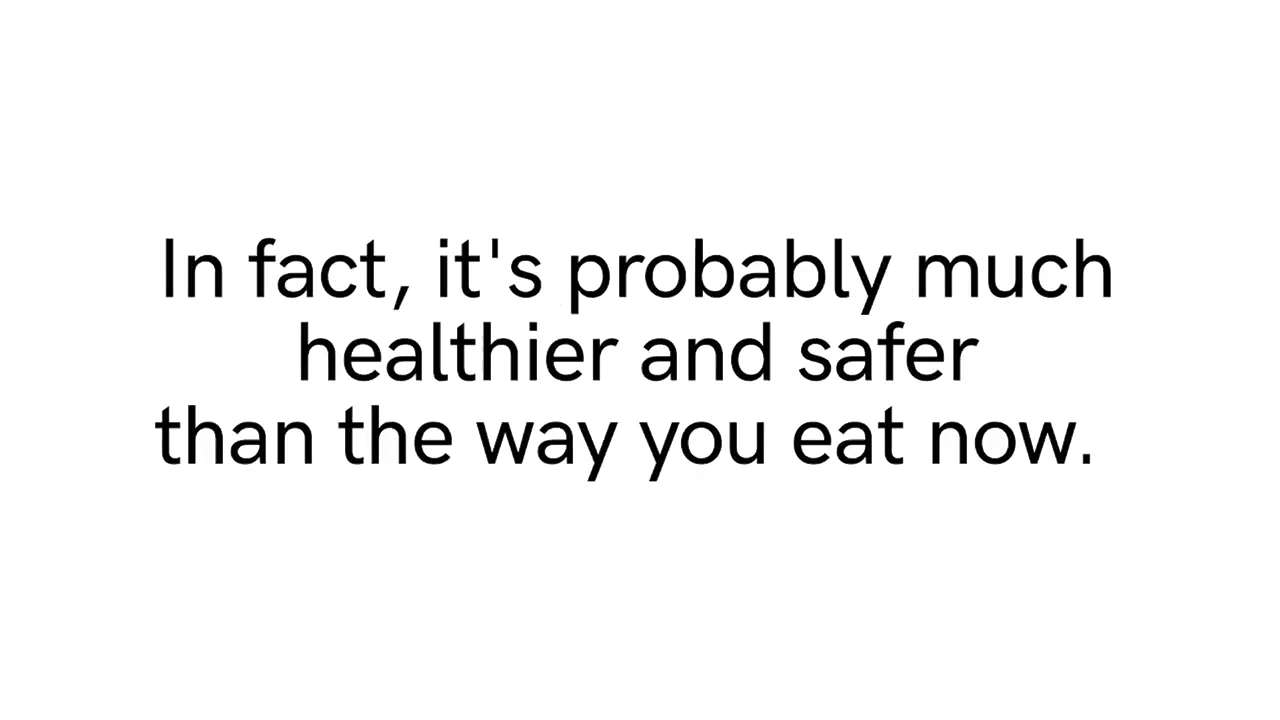 In fact, it's probably much
healthier and safer
than the way you eat now.